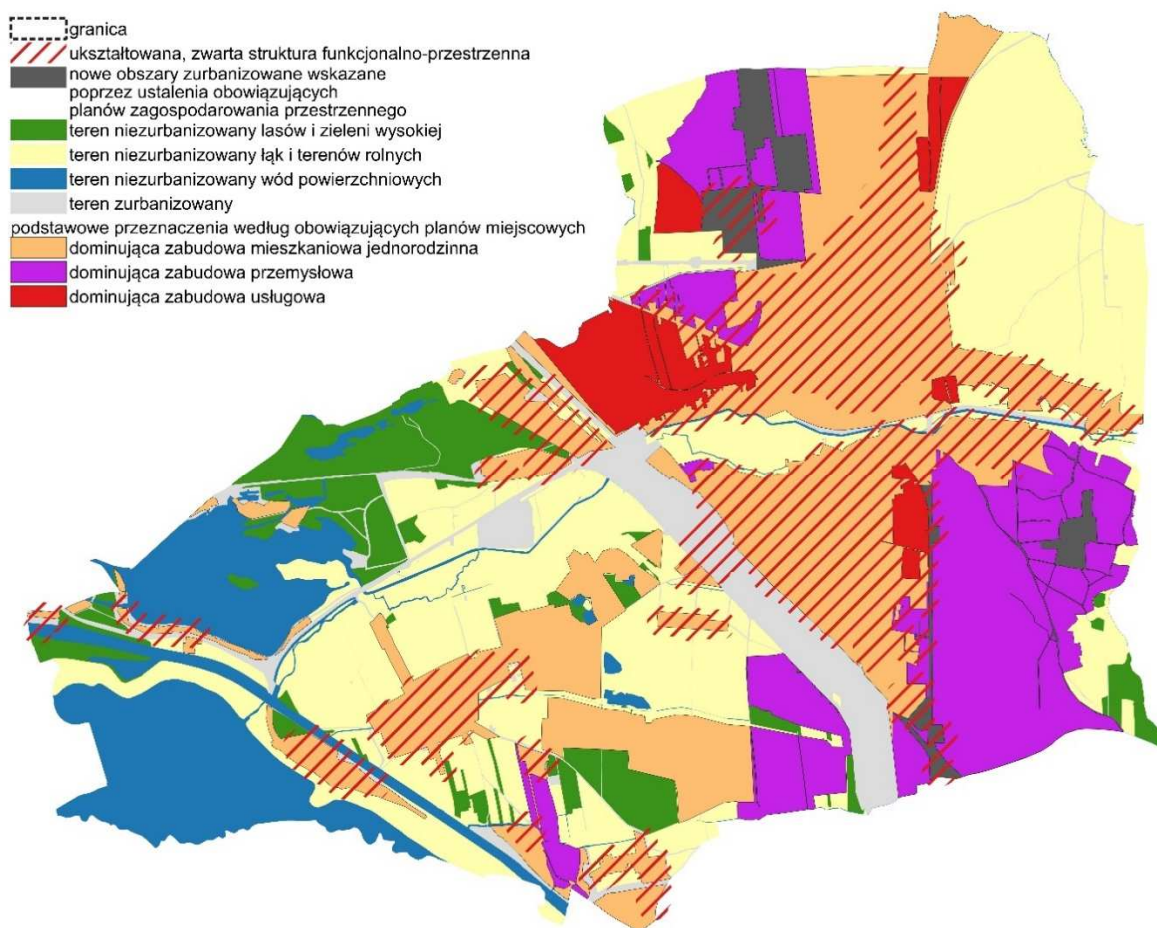 granica
ukształtowana, zwarta struktura funkcjonalno-przestrzenna
nowe obszary zurbanizowane wskazane
poprzez ustalenia obowiązujących
planów zagospodarowania przestrzennego
teren niezurbanizowany lasów i zieleni wysokiej
teren niezurbanizowany łąk i terenów rolnych
teren niezurbanizowany wód powierzchniowych
teren zurbanizowany
podstawowe przeznaczenia według obowiązujących planów miejscowych
dominująca zabudowa mieszkaniowa jednorodzinna
dominująca zabudowa przemysłowa
dominująca zabudowa usługowa